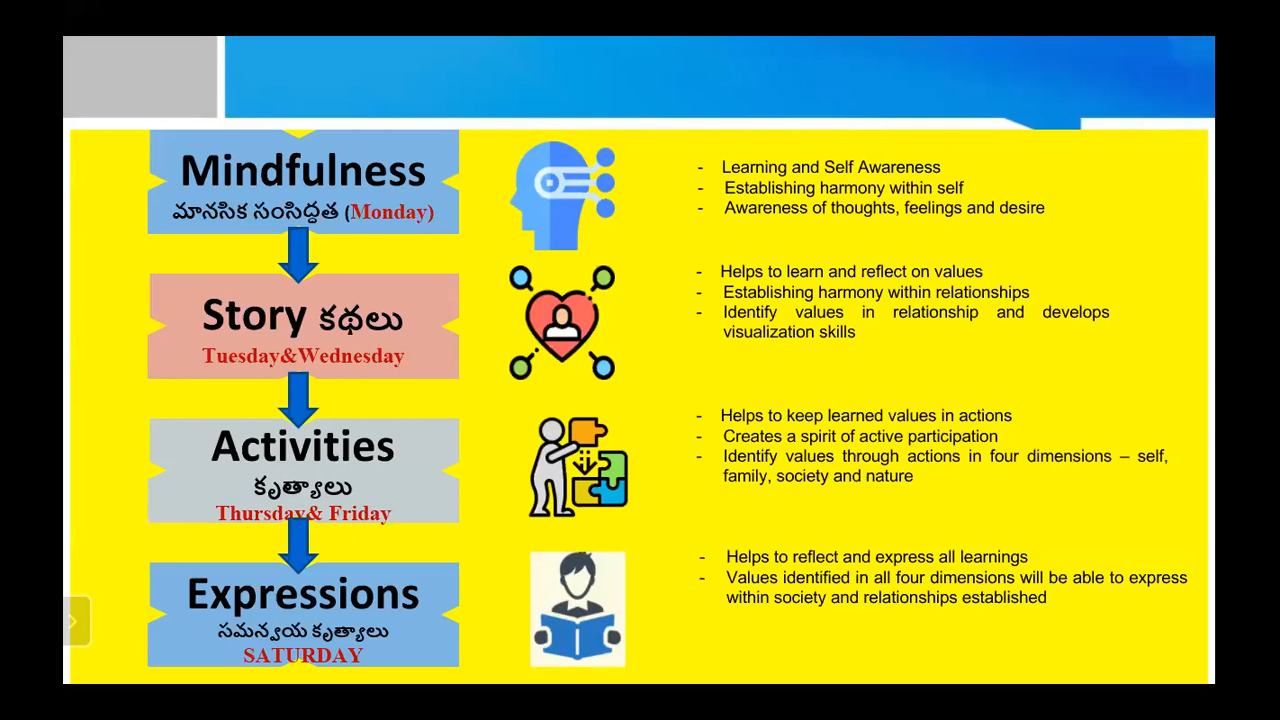 Mindfulness
మానసిక సంసిద్ధత (Monday)
- Learning and Self Awareness
- Establishing harmony within self
- Awareness of thoughts, feelings and desire
Story కథలు
Tuesday&Wednesday
- Helps to learn and reflect on values
- Establishing harmony within relationships
- Identify values in relationship and develops
visualization skills
Activities
కృత్యాలు
Thursday& Friday
- Helps to keep learned values in actions
- Creates a spirit of active participation
- Identify values through actions in four dimensions – self,
family, society and nature
Expressions
సమన్వయ కృత్యాలు
SATURDAY
- Helps to reflect and express all learnings
- Values identified in all four dimensions will be able to express
within society and relationships established